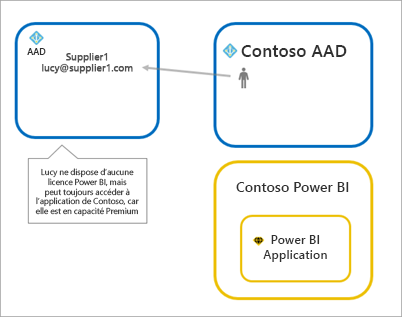 AAD
Supplier1
lucy@supplier1.com
Contoso AAD
Lucy ne dispose d'aucune
licence Power BI, mais
peut toujours accéder à
l'application de Contoso, car
elle est en capacité Premium
Contoso Power BI
Power BI
Application